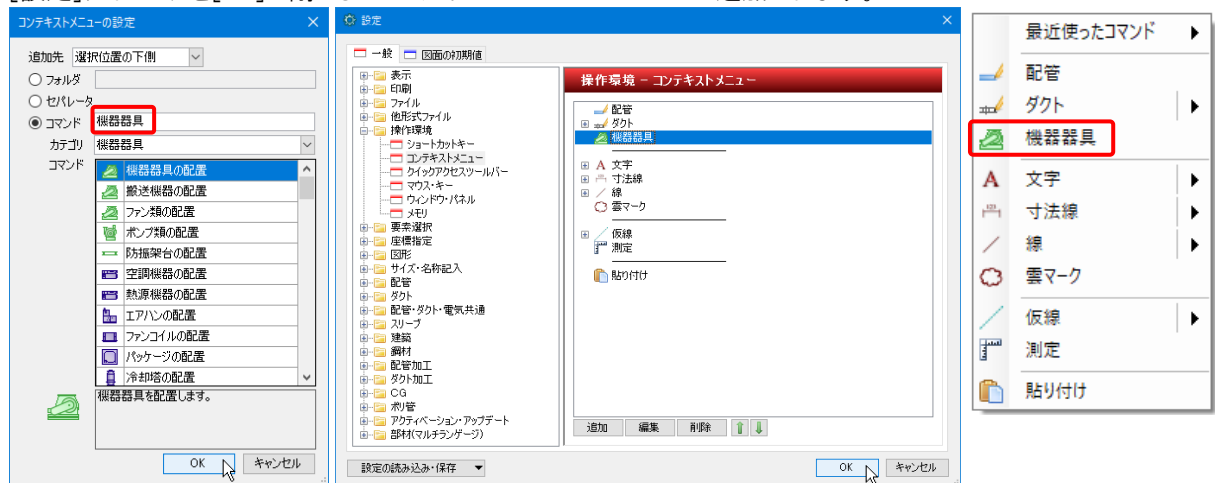 コンテキストメニューの設定
追加先 選択位置の下側
フォルダ
セパレータ
コマンド 機器器具
カテゴリ 機器器具
コマンド
機器器具の配置
搬送機器の配置
ファン類の配置
ポンプ類の配置
防振架台の配置
空調機器の配置
熱源機器の配置
エアハンの配置
ファンコイルの配置
パッケージの配置
冷却塔の配置
機器器具を配置します。
OK キャンセル
設定
一般 図面の初期値
表示
印刷
ファイル
他形式ファイル
操作環境
ショートカットキー
コンテキストメニュー
クイックアクセスツールバー
マウス・キー
ウィンドウ・パネル
メモリ
要素選択
座標指定
図形
サイズ・名称記入
配管
ダクト
配管・ダクト・電気共通
スリーブ
建築
鋼材
配管加工
ダクト加工
CG
ポリ管
アクティベーション・アップデート
部材(マルチランゲージ)
操作環境 - コンテキストメニュー
配管
ダクト
機器器具
文字
寸法線
線
雲マーク
仮線
測定
貼り付け
追加 編集 削除
設定の読み込み・保存
OK キャンセル
最近使ったコマンド
配管
ダクト
機器器具
文字
寸法線
線
雲マーク
仮線
測定
貼り付け